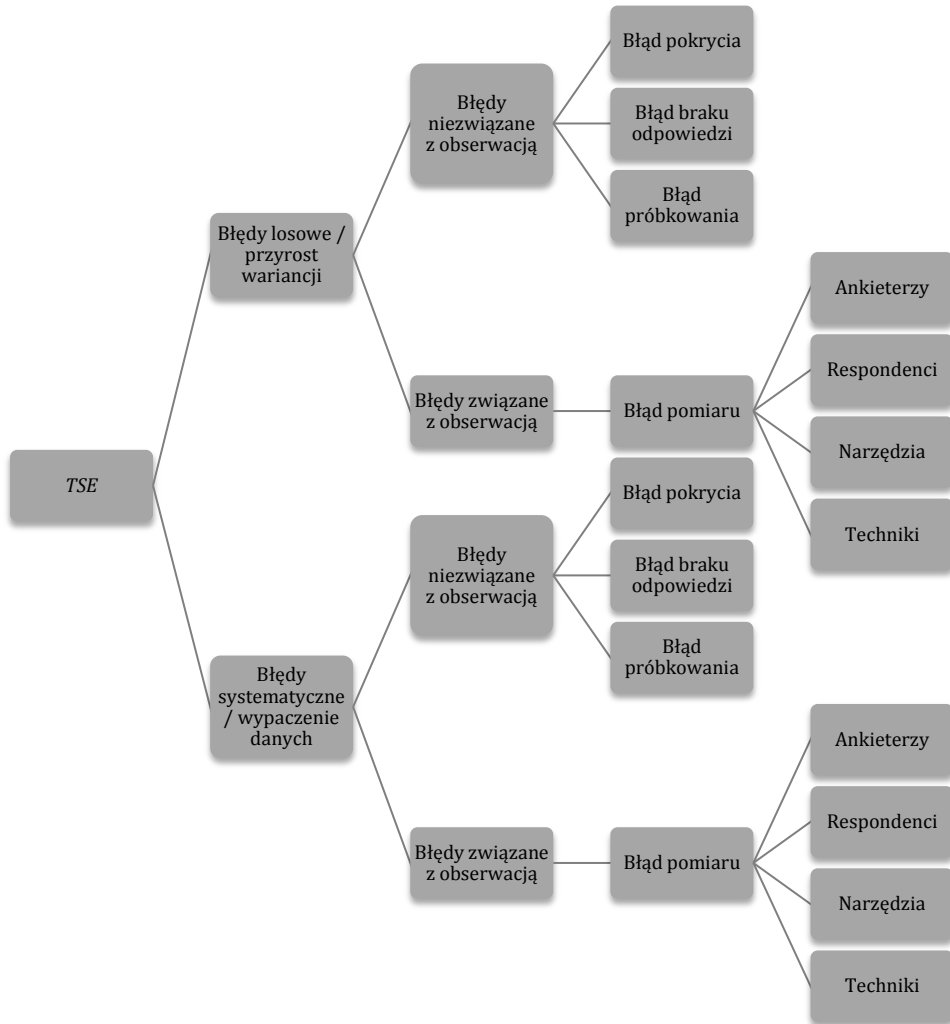 Błąd pokrycia
Błędy
niezwiązane
z obserwacją
Błąd braku
odpowiedzi
Błąd
próbkowania
Błędy losowe /
przyrost
wariancji
Ankieterzy
Respondenci
Błędy związane
z obserwacją
Błąd pomiaru
Narzędzia
Techniki
TSE
Błąd pokrycia
Błędy
niezwiązane
z obserwacją
Błąd braku
odpowiedzi
Błąd
próbkowania
Błędy
systematyczne
/ wypaczenie
danych
Ankieterzy
Respondenci
Błędy związane
z obserwacją
Błąd pomiaru
Narzędzia
Techniki